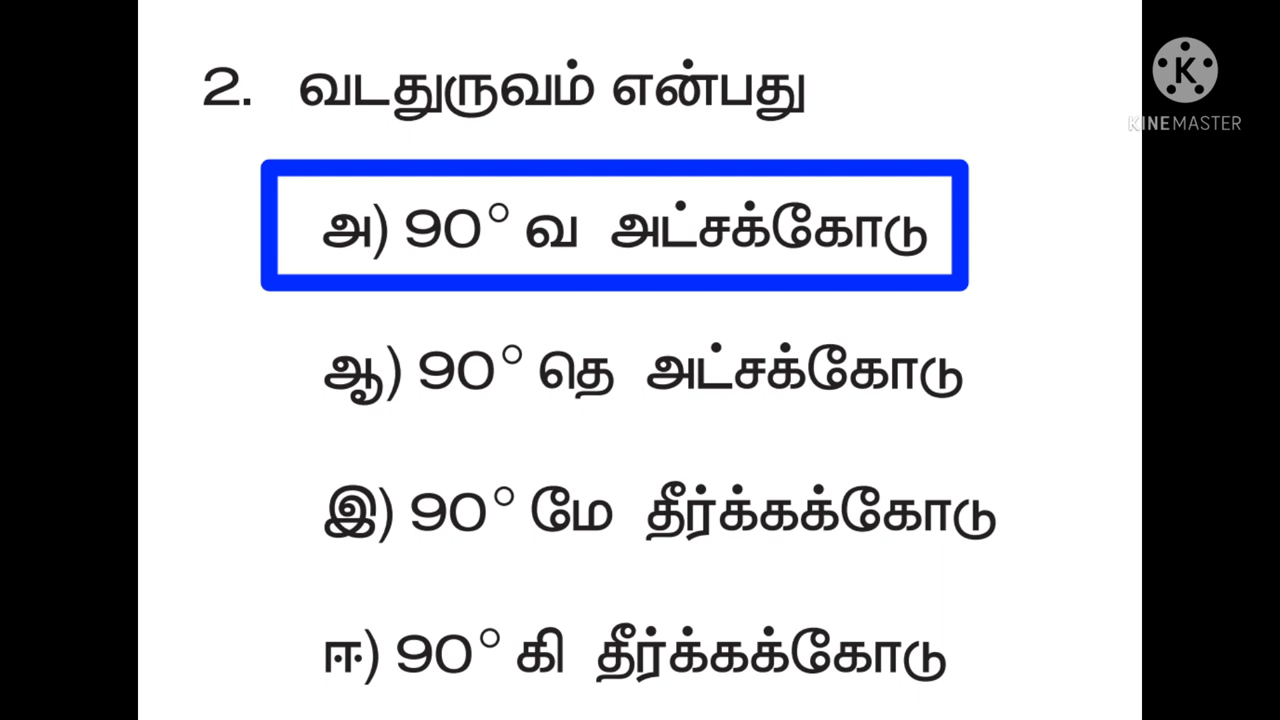 2. வடதுருவம் என்பது
K
KINEMASTER
அ) 90° வ அட்சக்கோடு
ஆ) 90° தெ அட்சக்கோடு
இ) 90° மே தீர்க்கக்கோடு
ஈ) 90° கி தீர்க்கக்கோடு